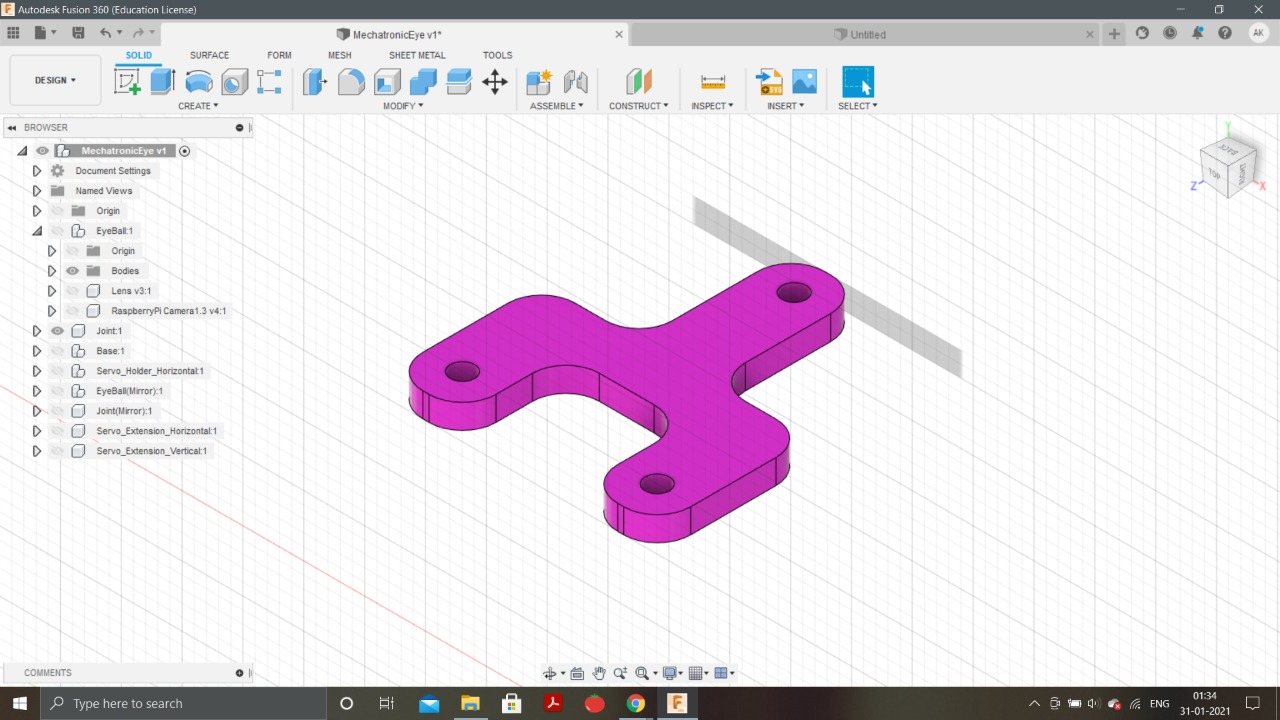 Autodesk Fusion 360 (Education License)
MechatronicEye v1*
Untitled
AK
DESIGN
SOLID SURFACE FORM MESH SHEET METAL TOOLS
CREATE MODIFY ASSEMBLE CONSTRUCT INSPECT INSERT SELECT
SVG
BROWSER
MechatronicEye v1
Document Settings
Named Views
Origin
EyeBall:1
Origin
Bodies
Lens v3:1
RaspberryPi Camera1.3 v4:1
Joint:1
Base:1
Servo_Holder_Horizontal:1
EyeBall(Mirror):1
Joint(Mirror):1
Servo_Extension_Horizontal:1
Servo_Extension_Vertical:1
Y
BACK
TOP
Z
X
COMMENTS
Type here to search
ENG
01:34
31-01-2021